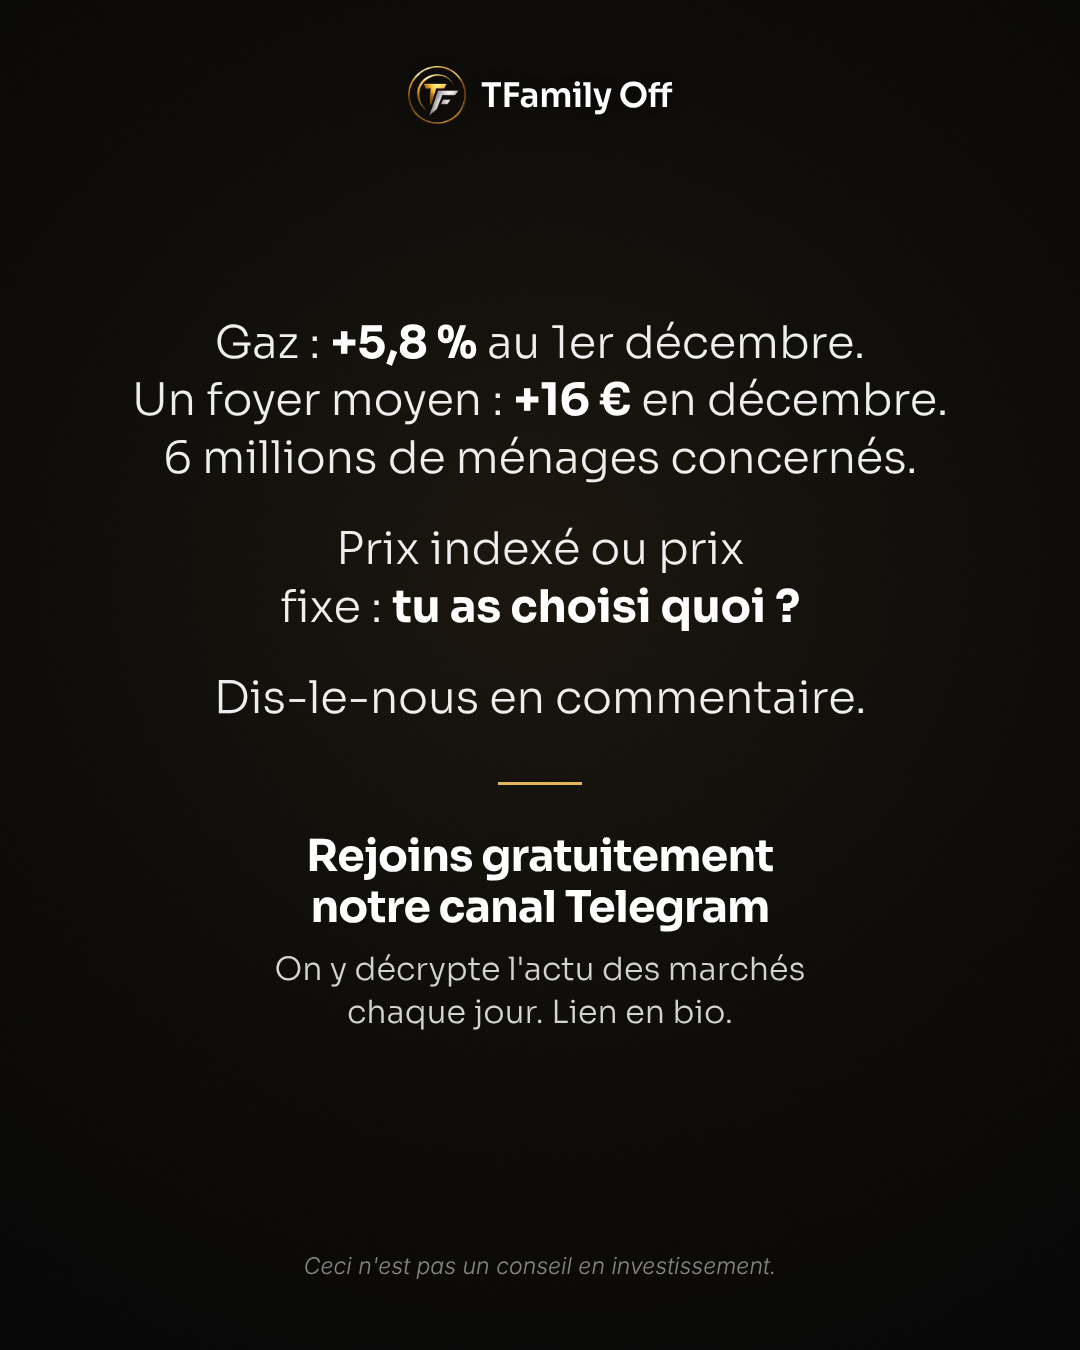 TF TFamily Off
Gaz : +5,8 % au 1er décembre.
Un foyer moyen : +16 € en décembre.
6 millions de ménages concernés.
Prix indexé ou prix
fixe : tu as choisi quoi ?
Dis-le-nous en commentaire.
Rejoins gratuitement
notre canal Telegram
On y décrypte l'actu des marchés
chaque jour. Lien en bio.
Ceci n'est pas un conseil en investissement.